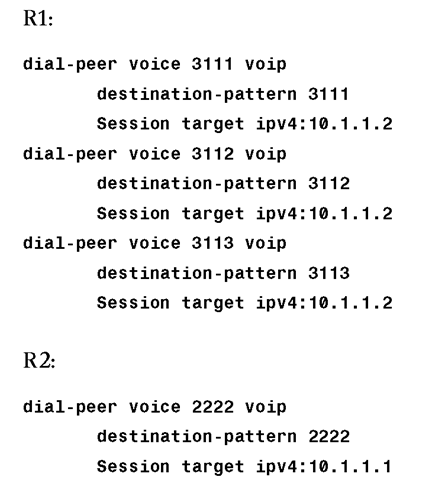 R1:
dial-peer voice 3111 voip
destination-pattern 3111
Session target ipv4:10.1.1.2
dial-peer voice 3112 voip
destination-pattern 3112
Session target ipv4:10.1.1.2
dial-peer voice 3113 voip
destination-pattern 3113
Session target ipv4:10.1.1.2
R2:
dial-peer voice 2222 voip
destination-pattern 2222
Session target ipv4:10.1.1.1